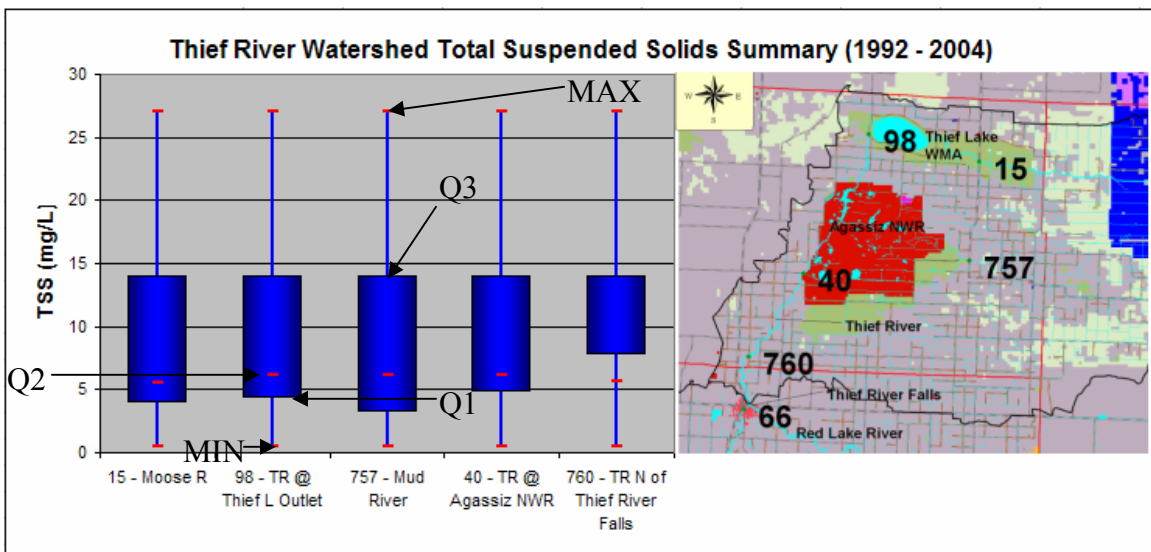 Thief River Watershed Total Suspended Solids Summary (1992 - 2004)
30
25
20
15
10
5
0
TSS (mg/L)
MAX
Q3
Q2
Q1
MIN
15 - Moose R
98 - TR @
Thief L Outlet
757 - Mud
River
40 - TR @
Agassiz NWR
760 - TR N of
Thief River
Falls
N
W E
S
98
Thief Lake
WMA
15
Agassiz NWR
757
40
Thief River
760
Thief River Falls
66
Red Lake River